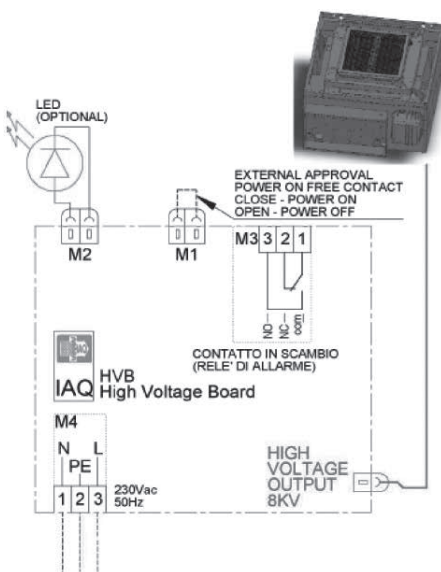 LED
(OPTIONAL)
EXTERNAL APPROVAL
POWER ON FREE CONTACT
CLOSE - POWER ON
OPEN - POWER OFF
M2
M1
M3 3 2 1
NO
NC
com
CONTATTO IN SCAMBIO
(RELE' DI ALLARME)
IAQ
HVB
High Voltage Board
M4
N L
PE
1 2 3
230Vac
50Hz
HIGH
VOLTAGE
OUTPUT
8KV